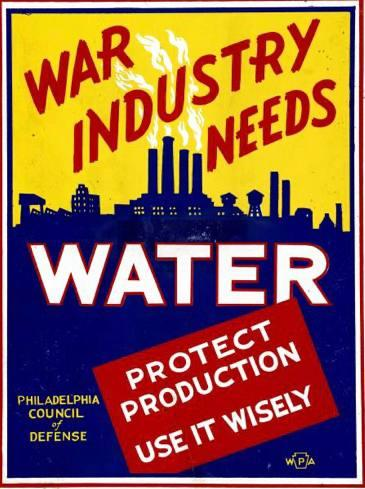 WAR
INDUSTRY
NEEDS
WATER
PROTECT
PRODUCTION
USE IT WISELY
PHILADELPHIA
COUNCIL
of
DEFENSE
WPA